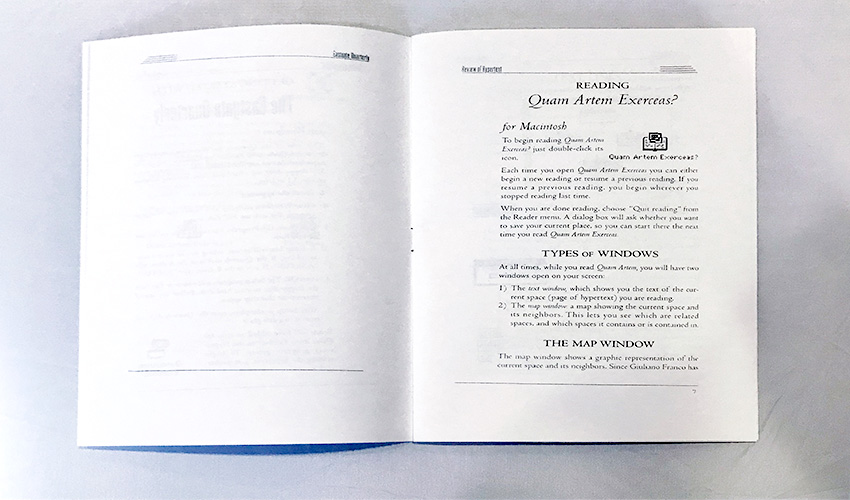 Eastgate Quarterly
Review of Hypertext
READING
Quam Artem Exerceas?
for Macintosh
To begin reading Quam Artem
Exerceas? just double-click its
icon.
Quam Artem Exerceas?
Each time you open Quam Artem Exerceas you can either
begin a new reading or resume a previous reading. If you
resume a previous reading, you begin wherever you
stopped reading last time.
When you are done reading, choose "Quit reading" from
the Reader menu. A dialog box will ask whether you want
to save your current place, so you can start there the next
time you read Quam Artem Exerceas.
TYPES OF WINDOWS
At all times, while you read Quam Artem, you will have two
windows open on your screen:
1) The text window, which shows you the text of the cur-
rent space (page of hypertext) you are reading.
2) The map window: a map showing the current space and
its neighbors. This lets you see which are related
spaces, and which spaces it contains or is contained in.
THE MAP WINDOW
The map window shows a graphic representation of the
current space and its neighbors. Since Giuliano Franco has